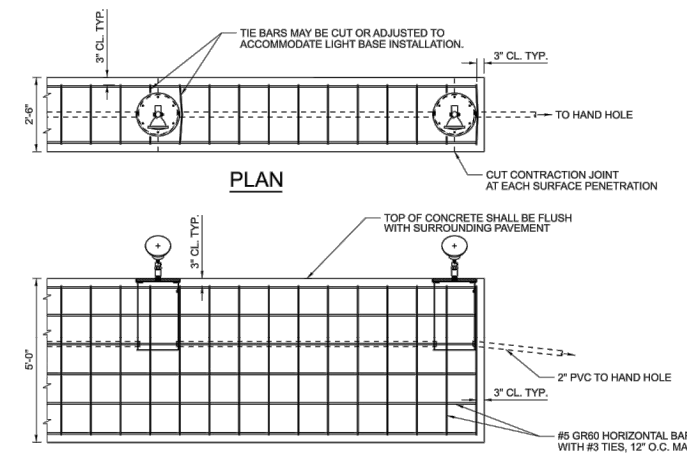 3" CL. TYP.
TIE BARS MAY BE CUT OR ADJUSTED TO
ACCOMMODATE LIGHT BASE INSTALLATION.
3" CL. TYP.
2'-6"
TO HAND HOLE
PLAN
CUT CONTRACTION JOINT
AT EACH SURFACE PENETRATION
3" CL. TYP.
TOP OF CONCRETE SHALL BE FLUSH
WITH SURROUNDING PAVEMENT
5'-0"
2" PVC TO HAND HOLE
3" CL. TYP.
#5 GR60 HORIZONTAL BAR
WITH #3 TIES, 12" O.C. MA